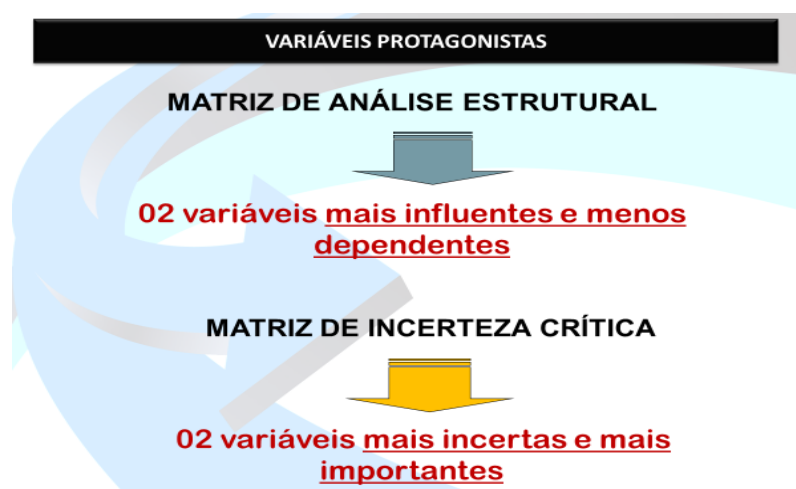 VARIÁVEIS PROTAGONISTAS
MATRIZ DE ANÁLISE ESTRUTURAL
02 variáveis mais influentes e menos
dependentes
MATRIZ DE INCERTEZA CRÍTICA
02 variáveis mais incertas e mais
importantes